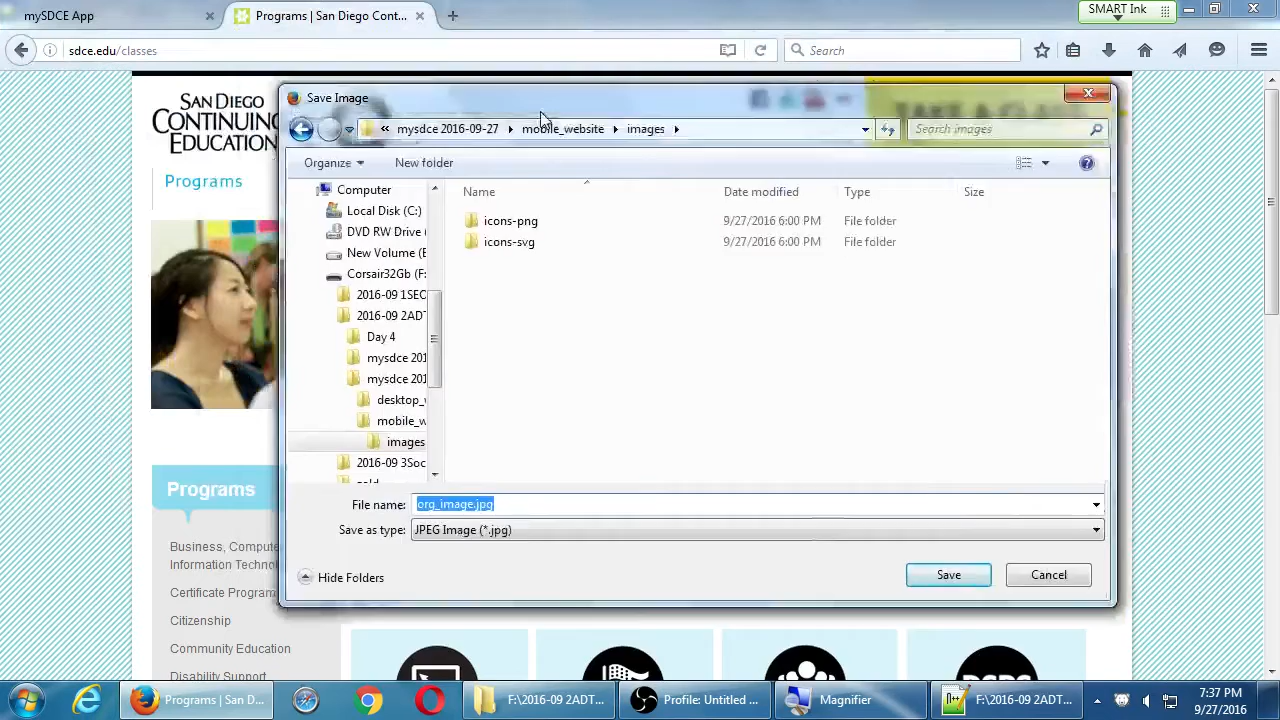 mySDCE App
Programs | San Diego Cont...
SMART Ink
sdce.edu/classes
Search
SAN DIEGO
CONTINUING
EDUCATION
Programs
Save Image
mysdce 2016-09-27
mobile_website
images
Search images
Organize
New folder
Computer
Local Disk (C:)
DVD RW Drive (
New Volume (E
Corsair32Gb (F:
2016-09 1SEC
2016-09 2ADT
Day 4
mysdce 201
mysdce 201
desktop_
mobile_w
images
2016-09 3Soc
Name
Date modified
Type
Size
icons-png
9/27/2016 6:00 PM
File folder
icons-svg
9/27/2016 6:00 PM
File folder
File name:
org_image.jpg
Save as type:
JPEG Image (*.jpg)
Hide Folders
Save
Cancel
Programs
Business, Compute
Information Techno
Certificate Program
Citizenship
Community Education
Disability Support
Programs | San D...
F:\2016-09 2ADT...
Profile: Untitled ...
Magnifier
F:\2016-09 2ADT...
7:37 PM
9/27/2016